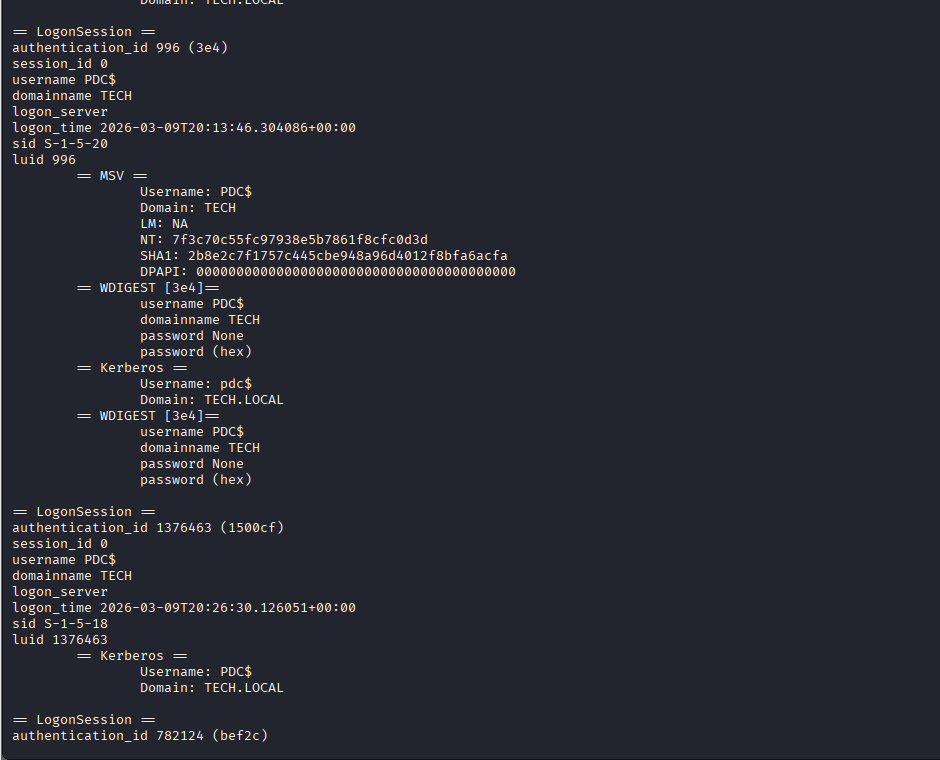 Domain: TECH.LOCAL
== LogonSession ==
authentication_id 996 (3e4)
session_id 0
username PDC$
domainname TECH
logon_server
logon_time 2026-03-09T20:13:46.304086+00:00
sid S-1-5-20
luid 996
== MSV ==
Username: PDC$
Domain: TECH
LM: NA
NT: 7f3c70c55fc97938e5b7861f8cfc0d3d
SHA1: 2b8e2c7f1757c445cbe948a96d4012f8bfa6acfa
DPAPI: 0000000000000000000000000000000000000000
== WDIGEST [3e4]==
username PDC$
domainname TECH
password None
password (hex)
== Kerberos ==
Username: pdc$
Domain: TECH.LOCAL
== WDIGEST [3e4]==
username PDC$
domainname TECH
password None
password (hex)
== LogonSession ==
authentication_id 1376463 (1500cf)
session_id 0
username PDC$
domainname TECH
logon_server
logon_time 2026-03-09T20:26:30.126051+00:00
sid S-1-5-18
luid 1376463
== Kerberos ==
Username: PDC$
Domain: TECH.LOCAL
== LogonSession ==
authentication_id 782124 (bef2c)